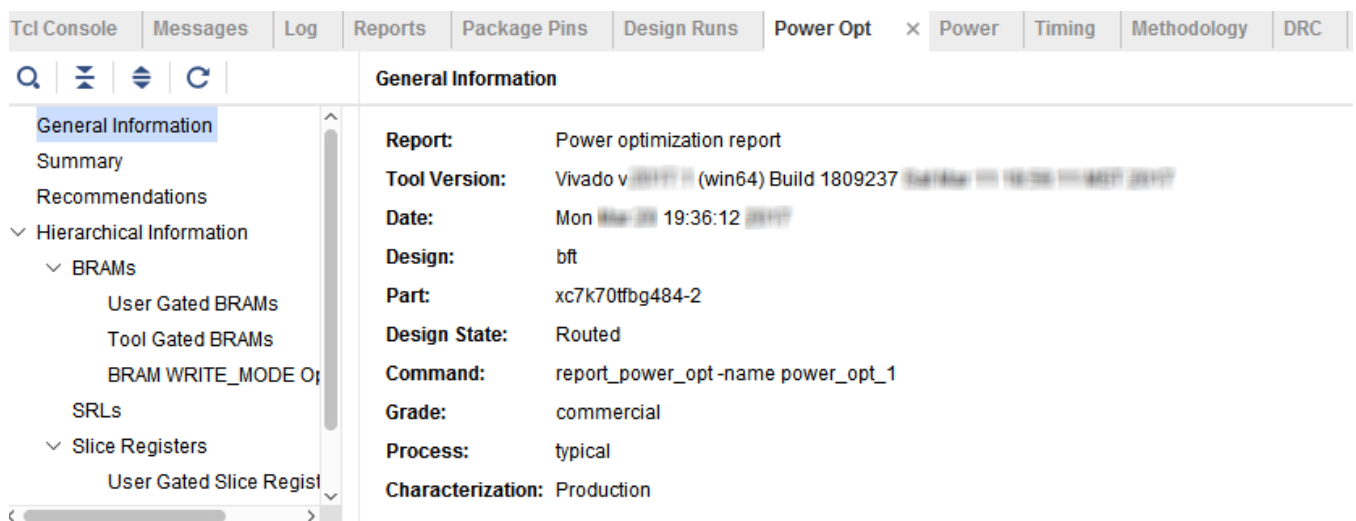 Tcl Console Messages Log Reports Package Pins Design Runs Power Opt × Power Timing Methodology DRC
General Information
General Information
Summary
Recommendations
Hierarchical Information
BRAMs
User Gated BRAMs
Tool Gated BRAMs
BRAM WRITE_MODE
SRLs
Slice Registers
User Gated Slice
Report: Power optimization report
Tool Version: Vivado v (win64) Build 1809237
Date: Mon 19:36:12
Design: bft
Part: xc7k70tfbg484-2
Design State: Routed
Command: report_power_opt -name power_opt_1
Grade: commercial
Process: typical
Characterization: Production